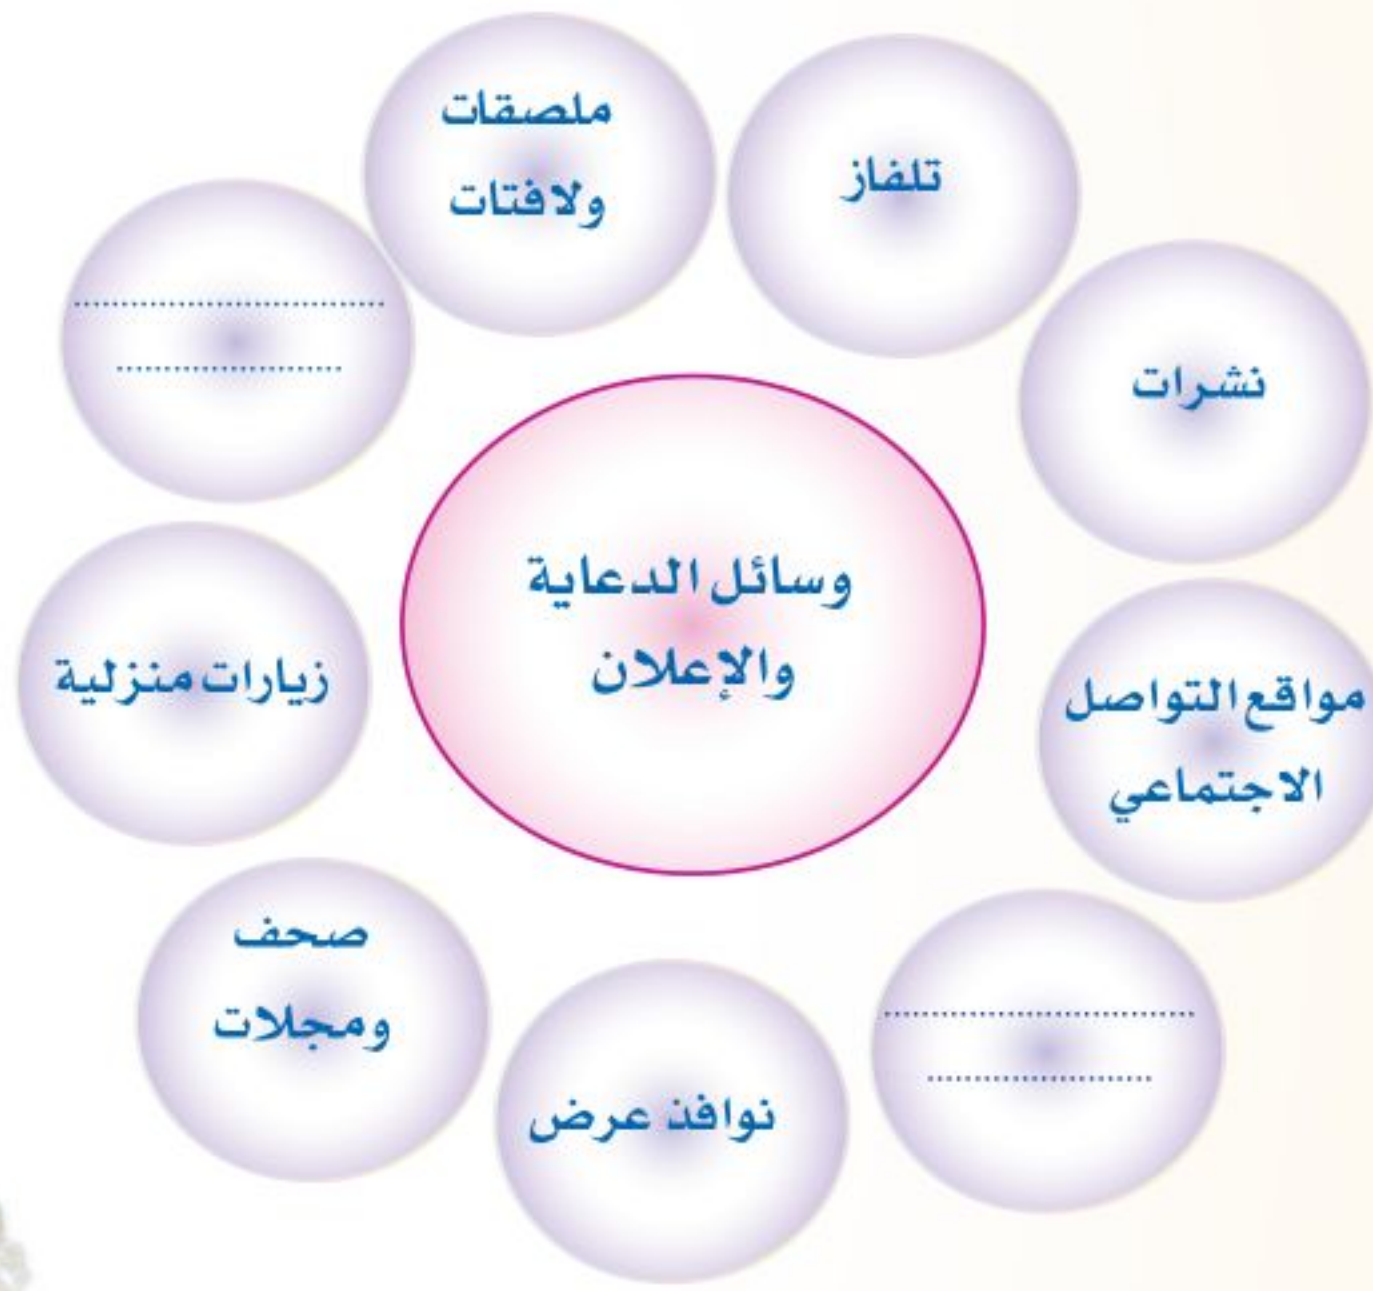 ملصقات
ولافتات
تلفاز
نشرات
وسائل الدعاية
والإعلان
زيارات منزلية
مواقع التواصل
الاجتماعي
صحف
ومجلات
نوافذ عرض